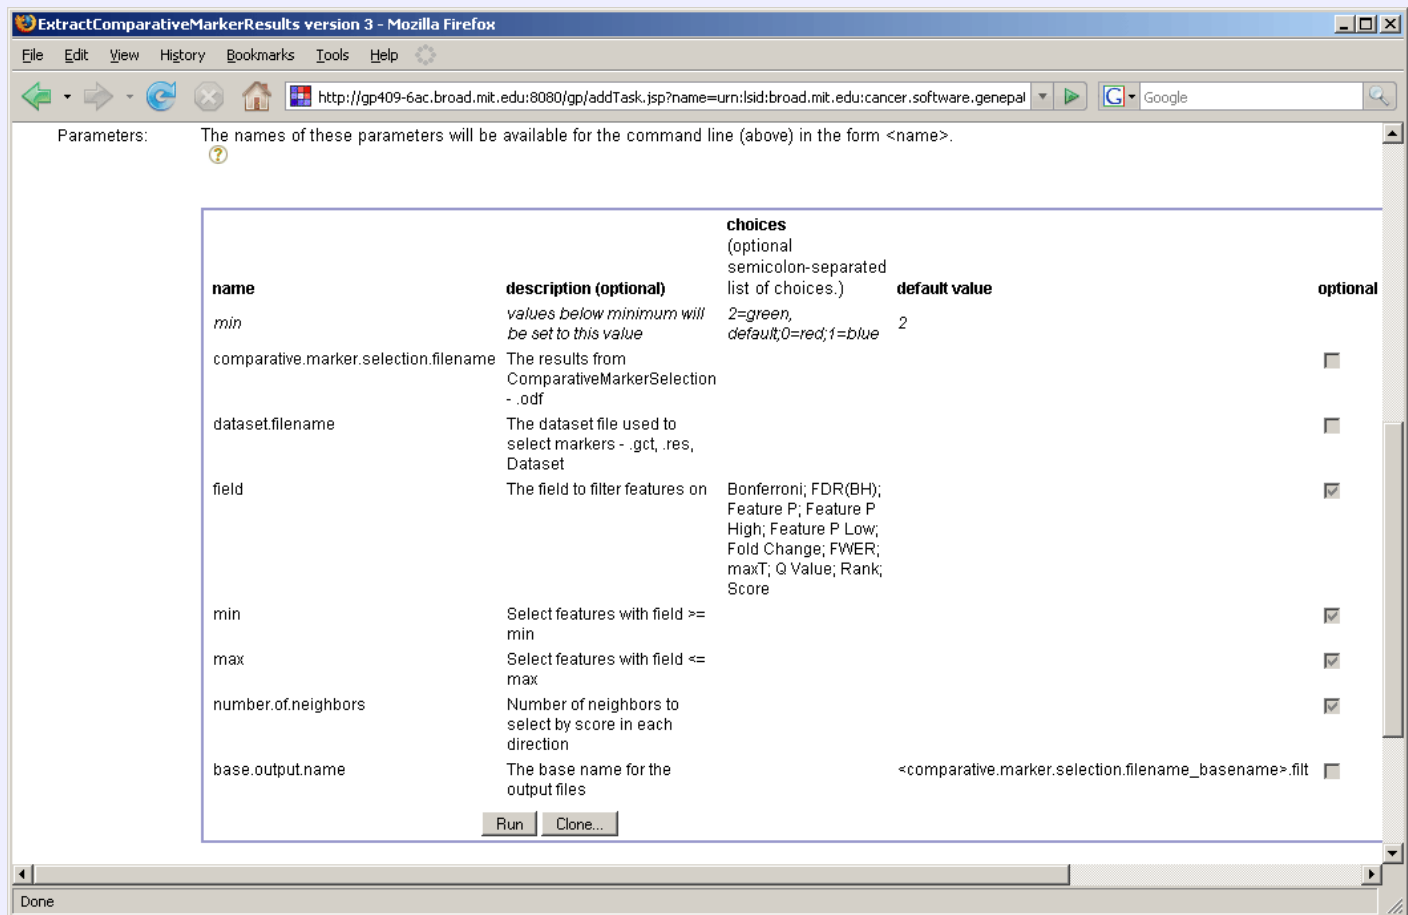 ExtractComparativeMarkerResults version 3 - Mozilla Firefox
File Edit View History Bookmarks Tools Help
http://gp409-6ac.broad.mit.edu:8080/gp/addTask.jsp?name=urn:lsid:broad.mit.edu:cancer.software.genepal
G Google
Parameters: The names of these parameters will be available for the command line (above) in the form <name>.
?
choices
(optional
semicolon-separated
name description (optional) list of choices.) default value optional
min values below minimum will 2=green, 2
be set to this value default;0=red;1=blue
comparative.marker.selection.filename The results from
ComparativeMarkerSelection
- .odf
dataset.filename The dataset file used to
select markers - .gct, .res,
Dataset
field The field to filter features on Bonferroni; FDR(BH);
Feature P; Feature P
High; Feature P Low;
Fold Change; FWER;
maxT; Q Value; Rank;
Score
min Select features with field >=
min
max Select features with field <=
max
number.of.neighbors Number of neighbors to
select by score in each
direction
base.output.name The base name for the <comparative.marker.selection.filename_basename>.filt
output files
Run Clone...
Done